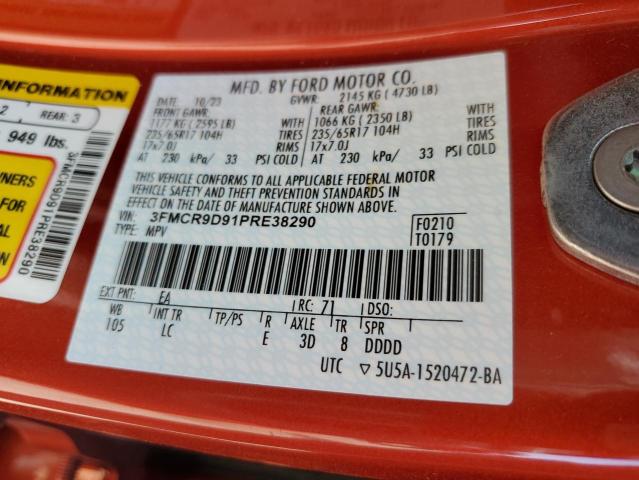 INFORMATION
2 REAR: 3
949 lbs.
WNERS
FOR
AL
ION
3FMCR9D91PRE38290
MFD. BY FORD MOTOR CO.
DATE: 10/23 GVWR: 2145 KG ( 4730 LB)
FRONT GAWR: REAR GAWR:
1177 KG ( 2595 LB) WITH 1066 KG ( 2350 LB) WITH
235/65R17 104H TIRES 235/65R17 104H TIRES
17x7.0J RIMS 17x7.0J RIMS
AT 230 kPa/ 33 PSI COLD AT 230 kPa/ 33 PSI COLD
THIS VEHICLE CONFORMS TO ALL APPLICABLE FEDERAL MOTOR
VEHICLE SAFETY AND THEFT PREVENTION STANDARDS IN
EFFECT ON THE DATE OF MANUFACTURE SHOWN ABOVE.
VIN: 3FMCR9D91PRE38290 F0210
TYPE: MPV T0179
EXT PNT: EA RC: 71 DSO:
WB INT TR TP/PS R AXLE TR SPR
105 LC E 3D 8 DDDD
UTC ▽ 5U5A-1520472-BA